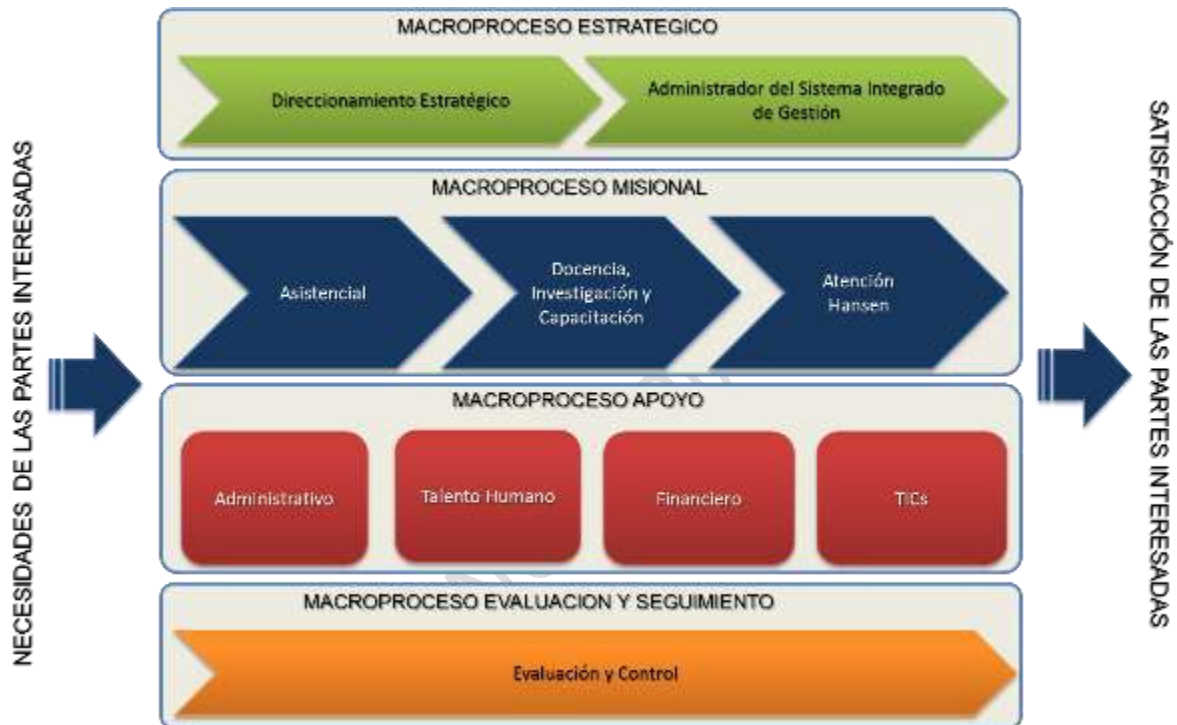 NECESIDADES DE LAS PARTES INTERESADAS
MACROPROCESO ESTRATEGICO
Direccionamiento Estratégico
Administrador del Sistema Integrado
de Gestión
MACROPROCESO MISIONAL
Asistencial
Docencia,
Investigación y
Capacitación
Atención
Hansen
MACROPROCESO APOYO
Administrativo
Talento Humano
Financiero
TICs
MACROPROCESO EVALUACION Y SEGUIMIENTO
Evaluación y Control
SATISFACCIÓN DE LAS PARTES INTERESADAS